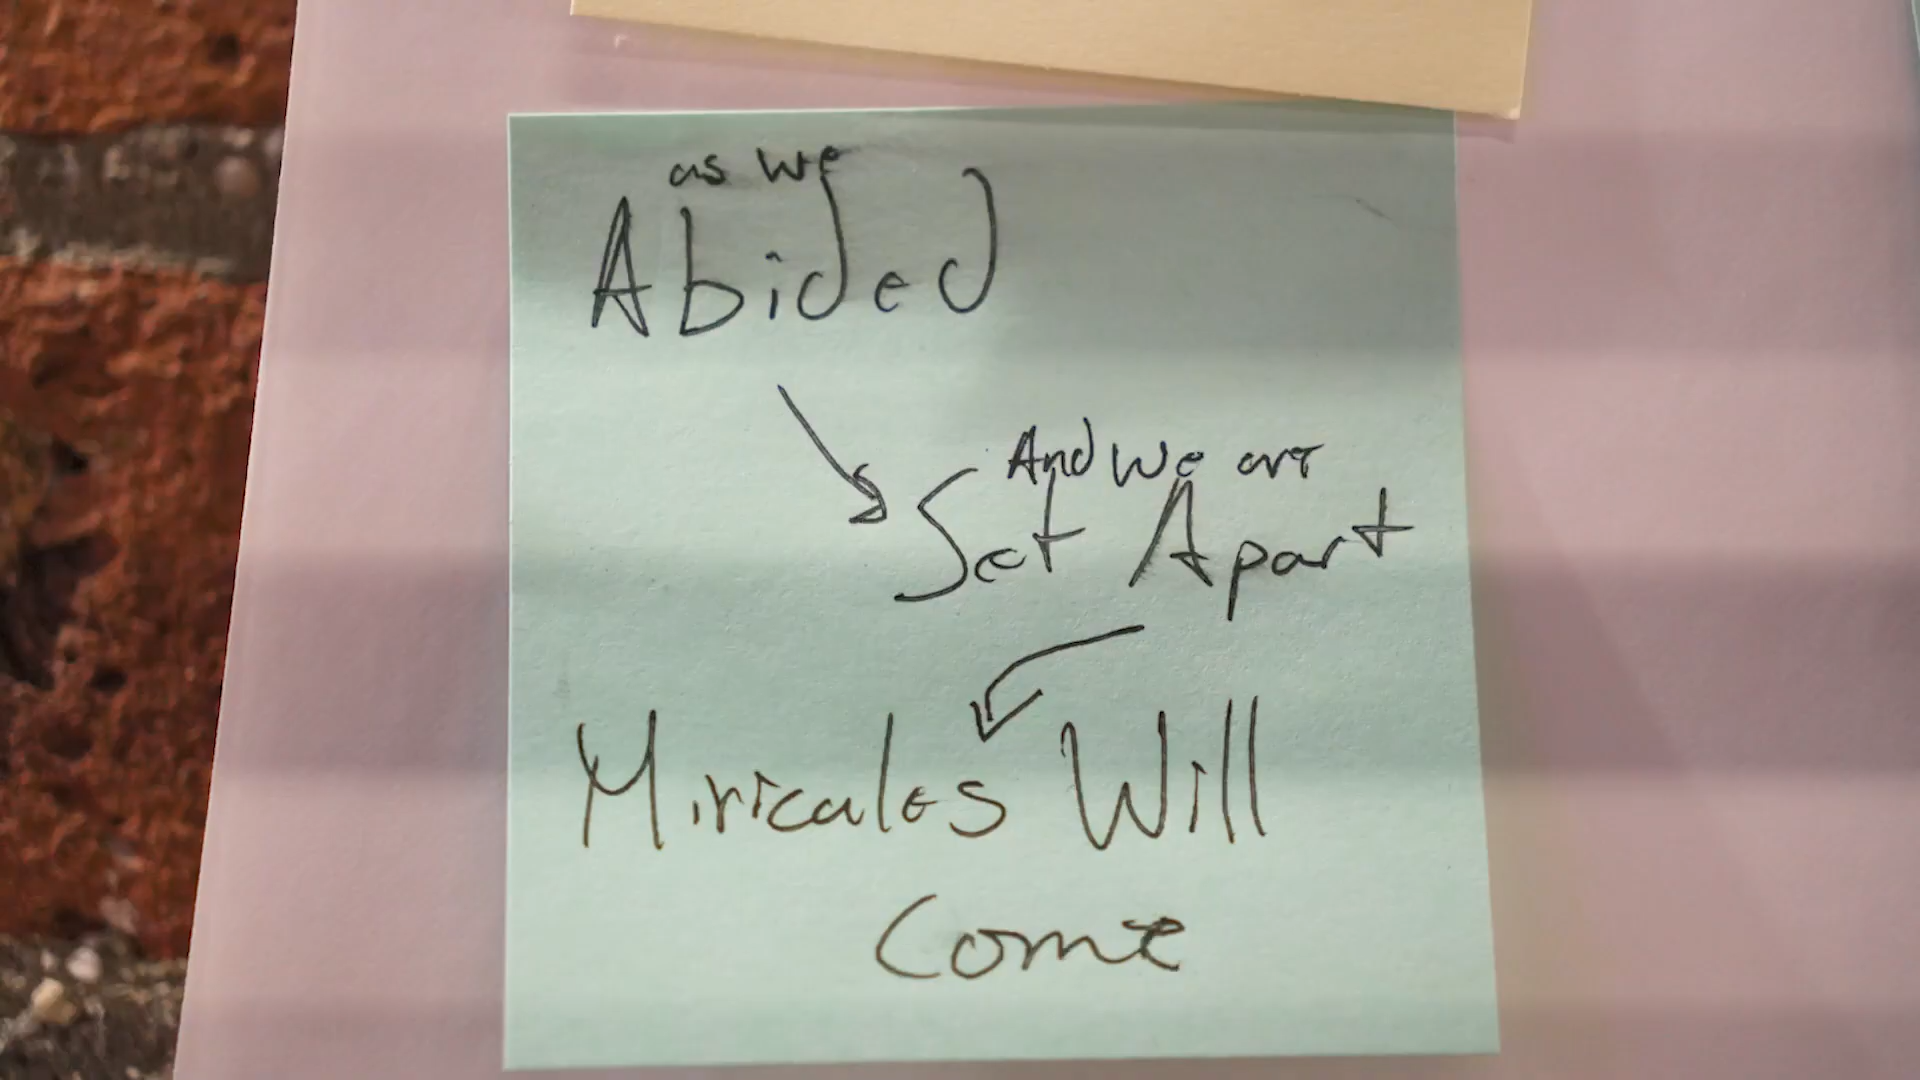 as we
Abided
And we are
Set Apart
Miricales Will
Come